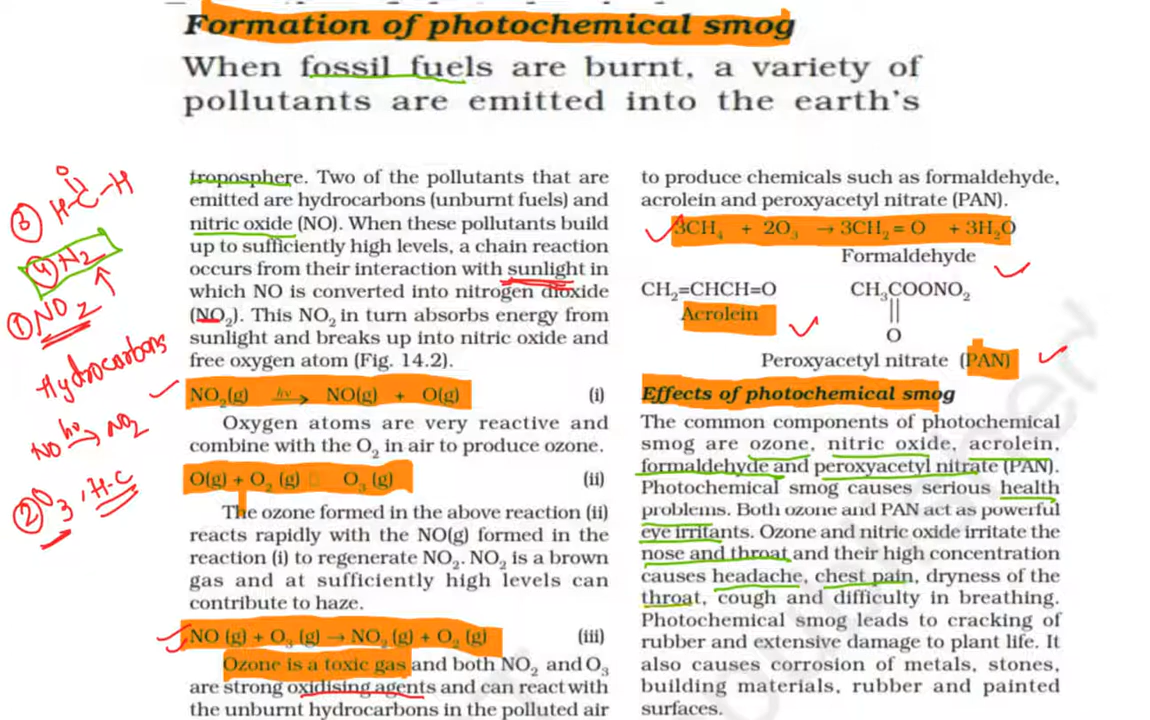 Formation of photochemical smog
When fossil fuels are burnt, a variety of
pollutants are emitted into the earth's
troposphere. Two of the pollutants that are
emitted are hydrocarbons (unburnt fuels) and
nitric oxide (NO). When these pollutants build
up to sufficiently high levels, a chain reaction
occurs from their interaction with sunlight in
which NO is converted into nitrogen dioxide
(NO₂). This NO₂ in turn absorbs energy from
sunlight and breaks up into nitric oxide and
free oxygen atom (Fig. 14.2).
NO₂(g) hν→ NO(g) + O(g) (i)
Oxygen atoms are very reactive and
combine with the O₂ in air to produce ozone.
O(g) + O₂ (g) O₃ (g) (ii)
The ozone formed in the above reaction (ii)
reacts rapidly with the NO(g) formed in the
reaction (i) to regenerate NO₂. NO₂ is a brown
gas and at sufficiently high levels can
contribute to haze.
NO (g) + O₃ (g) → NO₂ (g) + O₂ (g) (iii)
Ozone is a toxic gas and both NO₂ and O₃
are strong oxidising agents and can react with
the unburnt hydrocarbons in the polluted air
to produce chemicals such as formaldehyde,
acrolein and peroxyacetyl nitrate (PAN).
3CH₄ + 2O₃ → 3CH₂ = O + 3H₂O
Formaldehyde
CH₂=CHCH=O CH₃COONO₂
Acrolein
O
Peroxyacetyl nitrate (PAN)
Effects of photochemical smog
The common components of photochemical
smog are ozone, nitric oxide, acrolein,
formaldehyde and peroxyacetyl nitrate (PAN).
Photochemical smog causes serious health
problems. Both ozone and PAN act as powerful
eye irritants. Ozone and nitric oxide irritate the
nose and throat and their high concentration
causes headache, chest pain, dryness of the
throat, cough and difficulty in breathing.
Photochemical smog leads to cracking of
rubber and extensive damage to plant life. It
also causes corrosion of metals, stones,
building materials, rubber and painted
surfaces.
O
③ H-C-H
④ N₂
① NO₂
Hydrocarbons
NO hν→ NO₂
② O₃, H-C